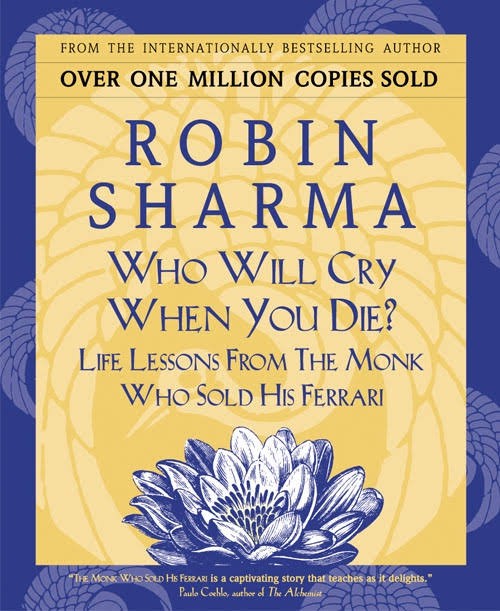 FROM THE INTERNATIONALLY BESTSELLING AUTHOR
OVER ONE MILLION COPIES SOLD
ROBIN
SHARMA
WHO WILL CRY
WHEN YOU DIE?
LIFE LESSONS FROM THE MONK
WHO SOLD HIS FERRARI
"THE MONK WHO SOLD HIS FERRARI is a captivating story that teaches as it delights."
Paulo Coehlo, author of The Alchemist